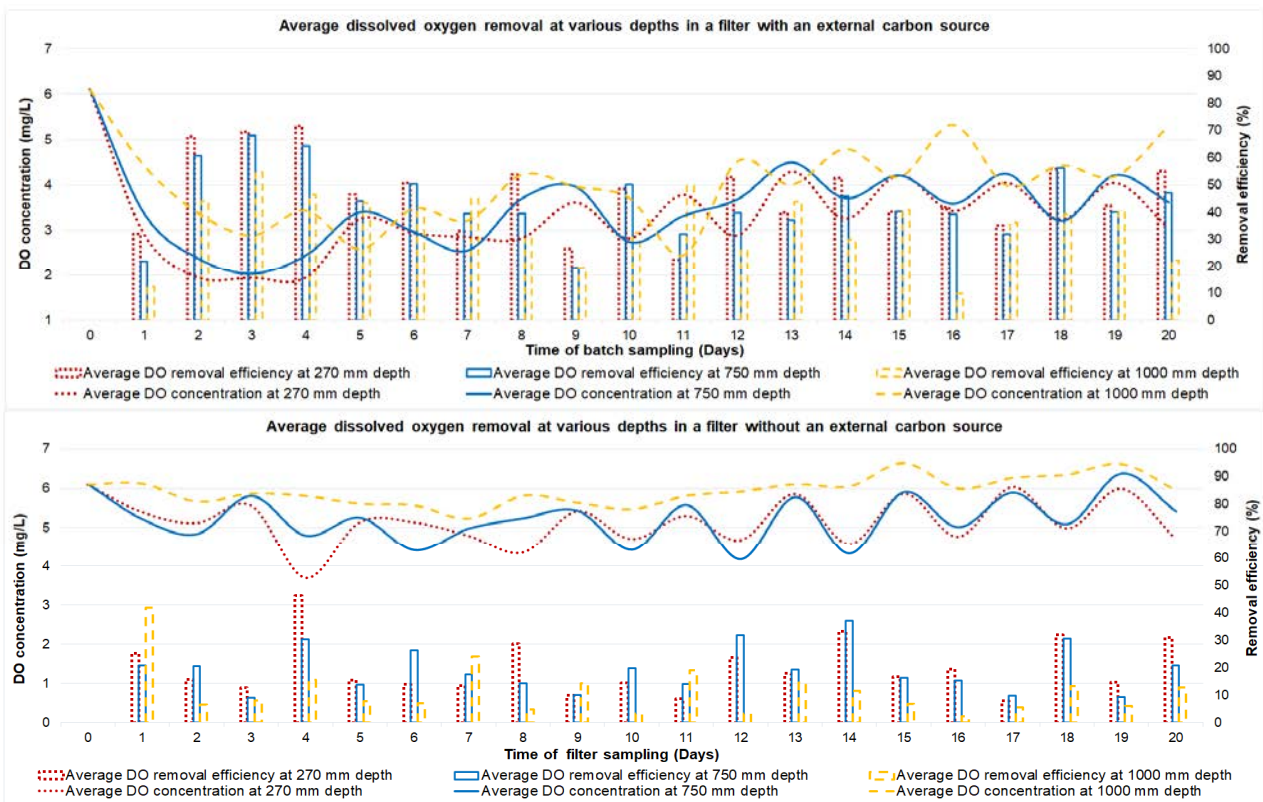 Average dissolved oxygen removal at various depths in a filter with an external carbon source
7 100
90
6 80
70
5 60
4 50
40
3 30
2 20
10
1 0
DO concentration (mg/L)
Removal efficiency (%)
0 1 2 3 4 5 6 7 8 9 10 11 12 13 14 15 16 17 18 19 20
Time of batch sampling (Days)
Average DO removal efficiency at 270 mm depth Average DO removal efficiency at 750 mm depth Average DO removal efficiency at 1000 mm depth
Average DO concentration at 270 mm depth Average DO concentration at 750 mm depth Average DO concentration at 1000 mm depth
Average dissolved oxygen removal at various depths in a filter without an external carbon source
7 100
90
6 80
5 70
60
4 50
3 40
2 30
20
1 10
0 0
DO concentration (mg/L)
Removal efficiency (%)
0 1 2 3 4 5 6 7 8 9 10 11 12 13 14 15 16 17 18 19 20
Time of filter sampling (Days)
Average DO removal efficiency at 270 mm depth Average DO removal efficiency at 750 mm depth Average DO removal efficiency at 1000 mm depth
Average DO concentration at 270 mm depth Average DO concentration at 750 mm depth Average DO concentration at 1000 mm depth